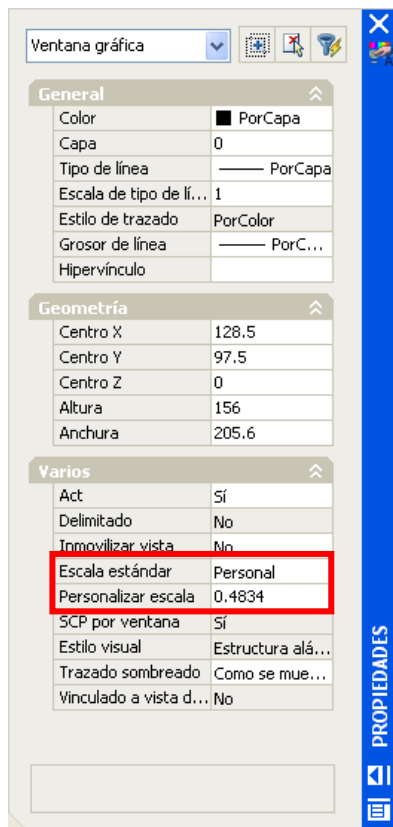 Ventana gráfica
General
Color PorCapa
Capa 0
Tipo de línea PorCapa
Escala de tipo de lí... 1
Estilo de trazado PorColor
Grosor de línea PorC...
Hipervínculo
Geometría
Centro X 128.5
Centro Y 97.5
Centro Z 0
Altura 156
Anchura 205.6
Varios
Act Sí
Delimitado No
Inmovilizar vista No
Escala estándar Personal
Personalizar escala 0.4834
SCP por ventana Sí
Estilo visual Estructura alá...
Trazado sombreado Como se mue...
Vinculado a vista d... No
PROPIEDADES